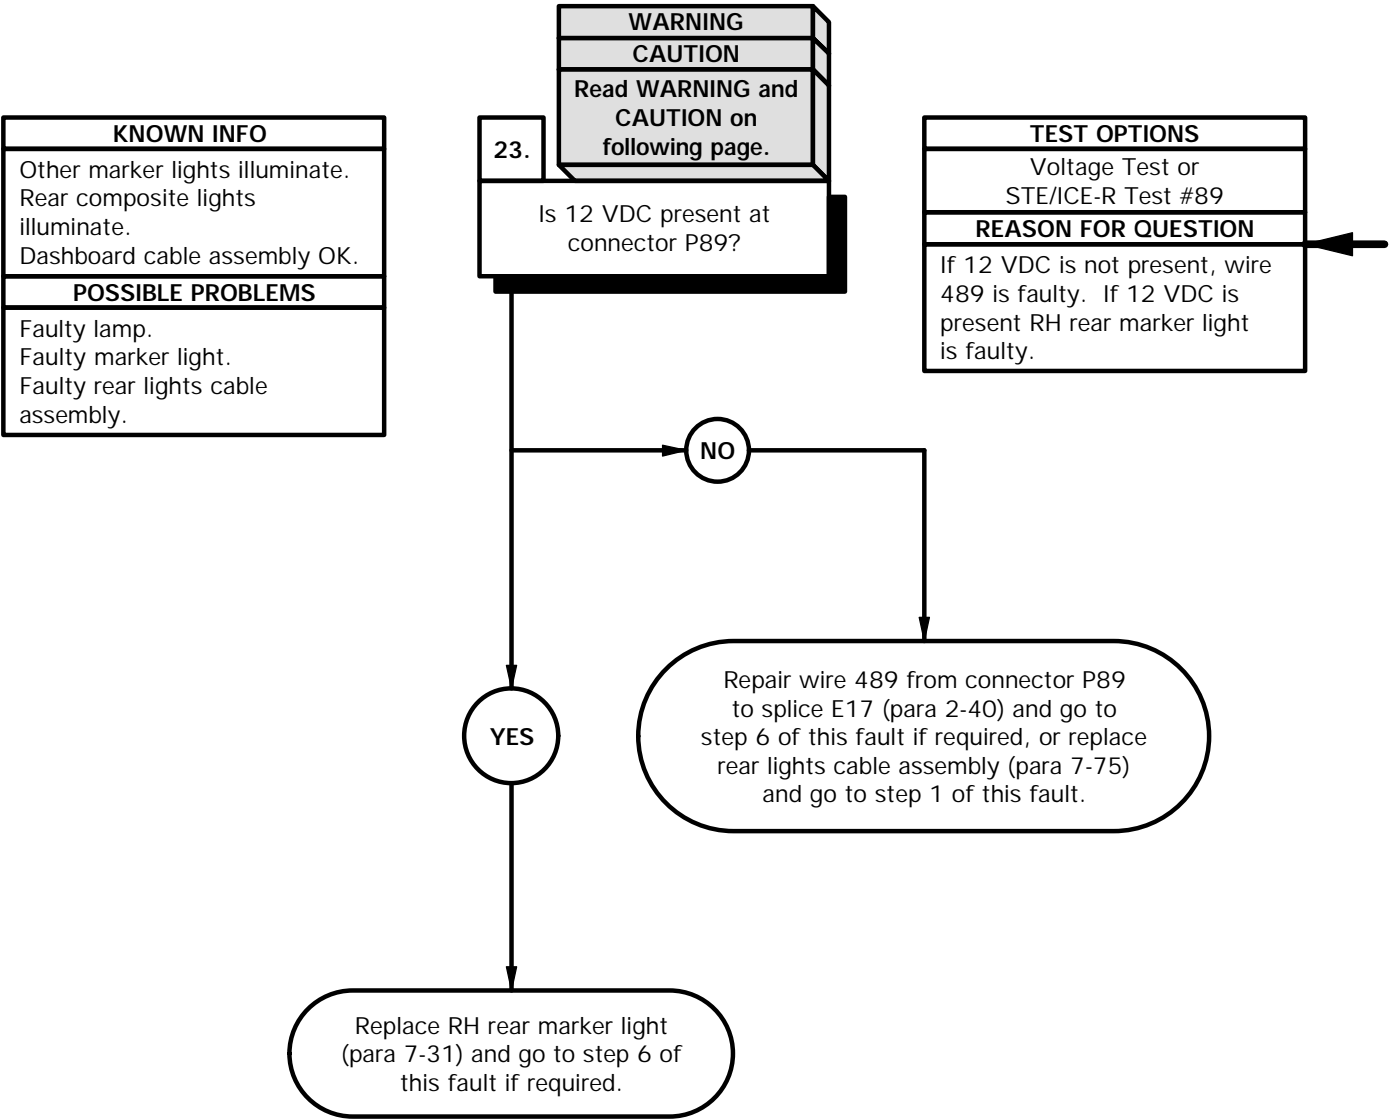 WARNING
CAUTION
Read WARNING and
CAUTION on
following page.
KNOWN INFO
Other marker lights illuminate.
Rear composite lights
illuminate.
Dashboard cable assembly OK.
POSSIBLE PROBLEMS
Faulty lamp.
Faulty marker light.
Faulty rear lights cable
assembly.
23.
Is 12 VDC present at
connector P89?
TEST OPTIONS
Voltage Test or
STE/ICE-R Test #89
REASON FOR QUESTION
If 12 VDC is not present, wire
489 is faulty. If 12 VDC is
present RH rear marker light
is faulty.
NO
Repair wire 489 from connector P89
to splice E17 (para 2-40) and go to
step 6 of this fault if required, or replace
rear lights cable assembly (para 7-75)
and go to step 1 of this fault.
YES
Replace RH rear marker light
(para 7-31) and go to step 6 of
this fault if required.